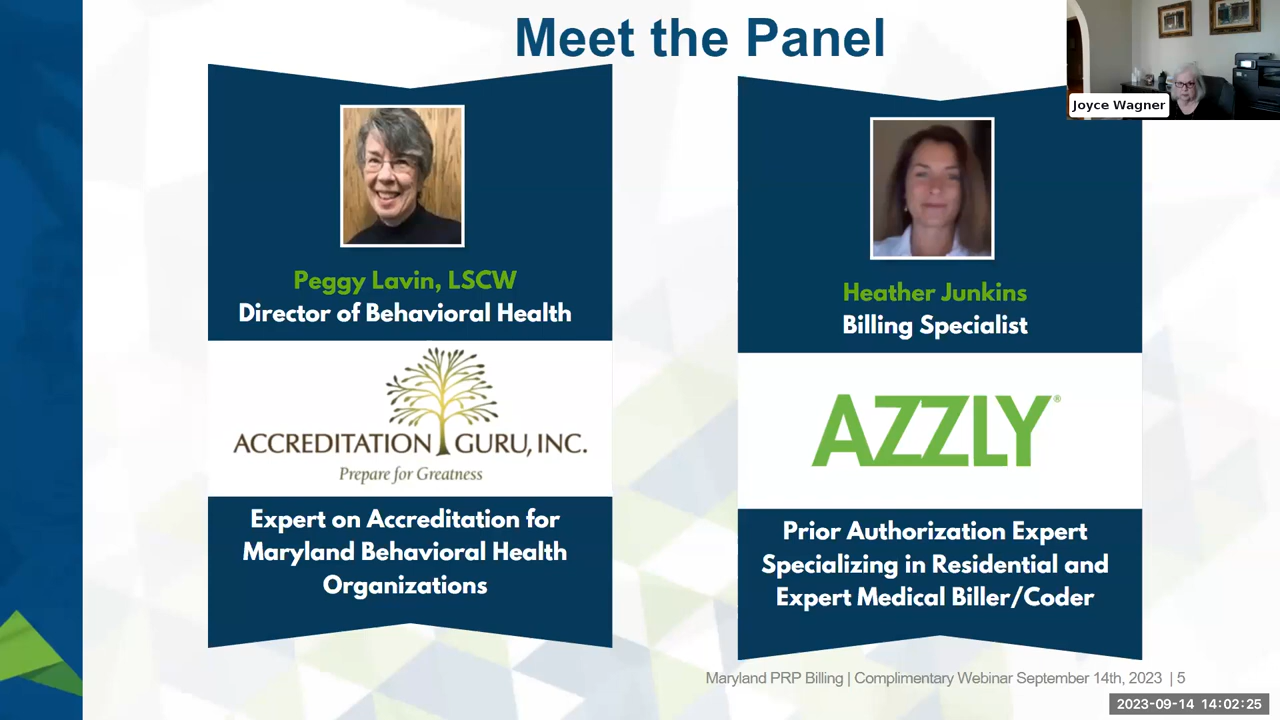 Meet the Panel
Joyce Wagner
Peggy Lavin, LSCW
Director of Behavioral Health
ACCREDITATION GURU, INC.
Prepare for Greatness
Expert on Accreditation for
Maryland Behavioral Health
Organizations
Heather Junkins
Billing Specialist
AZZLY®
Prior Authorization Expert
Specializing in Residential and
Expert Medical Biller/Coder
Maryland PRP Billing | Complimentary Webinar September 14th, 2023 | 5
2023-09-14 14:02:25